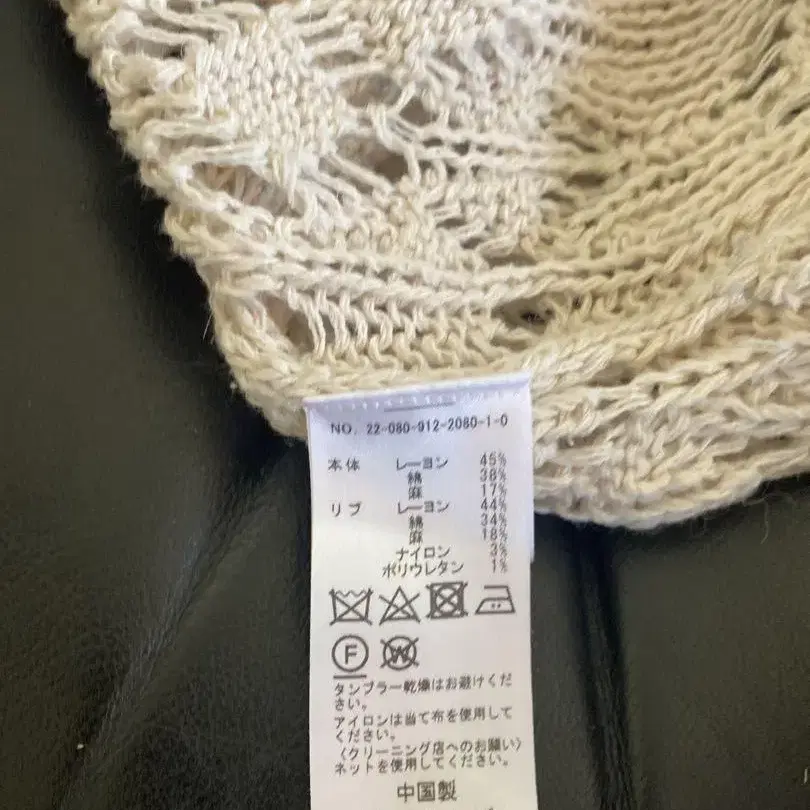 NO. 22-080-912-2080-1-0
本体 レーヨン 45%
綿 38%
麻 17%
リブ レーヨン 44%
綿 34%
麻 18%
ナイロン 3%
ポリウレタン 1%
F W
タンブラー乾燥はお避けくだ
さい。
アイロンは当て布を使用して
ください。
〈クリーニング店へのお願い〉
ネットを使用してください。
中国製